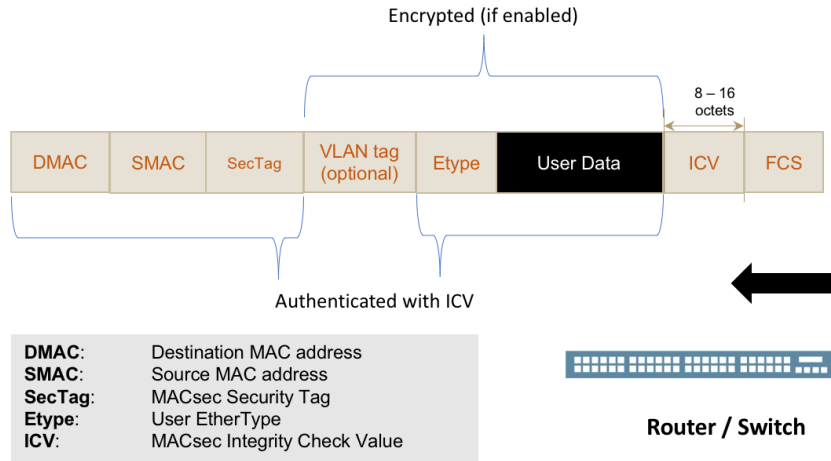 Encrypted (if enabled)
8 – 16
octets
DMAC SMAC SecTag VLAN tag (optional) Etype User Data ICV FCS
Authenticated with ICV
DMAC: Destination MAC address
SMAC: Source MAC address
SecTag: MACsec Security Tag
Etype: User EtherType
ICV: MACsec Integrity Check Value
Router / Switch